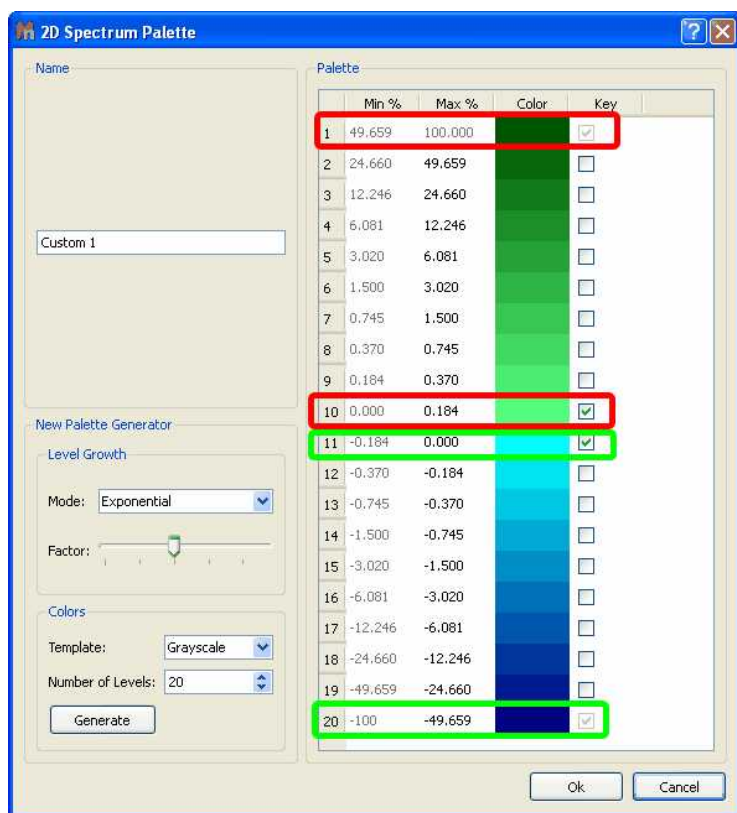 2D Spectrum Palette
Name
Custom 1
New Palette Generator
Level Growth
Mode: Exponential
Factor:
Colors
Template: Grayscale
Number of Levels: 20
Generate
Palette
Min % Max % Color Key
1 49.659 100.000
2 24.660 49.659
3 12.246 24.660
4 6.081 12.246
5 3.020 6.081
6 1.500 3.020
7 0.745 1.500
8 0.370 0.745
9 0.184 0.370
10 0.000 0.184
11 -0.184 0.000
12 -0.370 -0.184
13 -0.745 -0.370
14 -1.500 -0.745
15 -3.020 -1.500
16 -6.081 -3.020
17 -12.246 -6.081
18 -24.660 -12.246
19 -49.659 -24.660
20 -100 -49.659
Ok Cancel